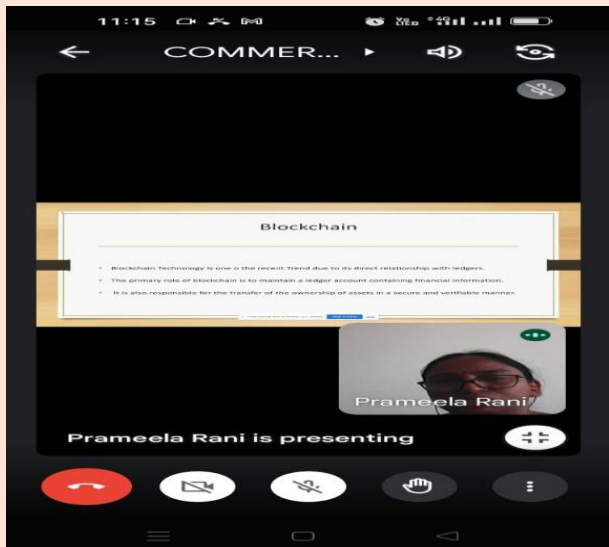 11:15
COMMER...
Blockchain
• Blockchain Technology is one o the recent Trend due to its direct relationship with ledgers.
• The primary role of blockchain is to maintain a ledger account containing financial information.
• It is also responsible for the transfer of the ownership of assets in a secure and verifiable manner.
Prameela Rani
Prameela Rani is presenting